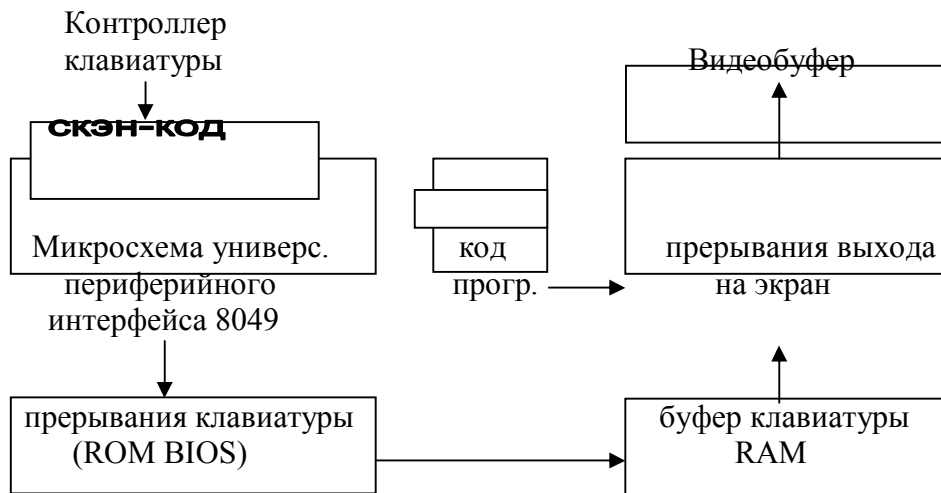 Контроллер
клавиатуры
Видеобуфер
СКЭН-КОД
Микросхема универс.
периферийного
интерфейса 8049
код
прогр.
прерывания выхода
на экран
прерывания клавиатуры
(ROM BIOS)
буфер клавиатуры
RAM